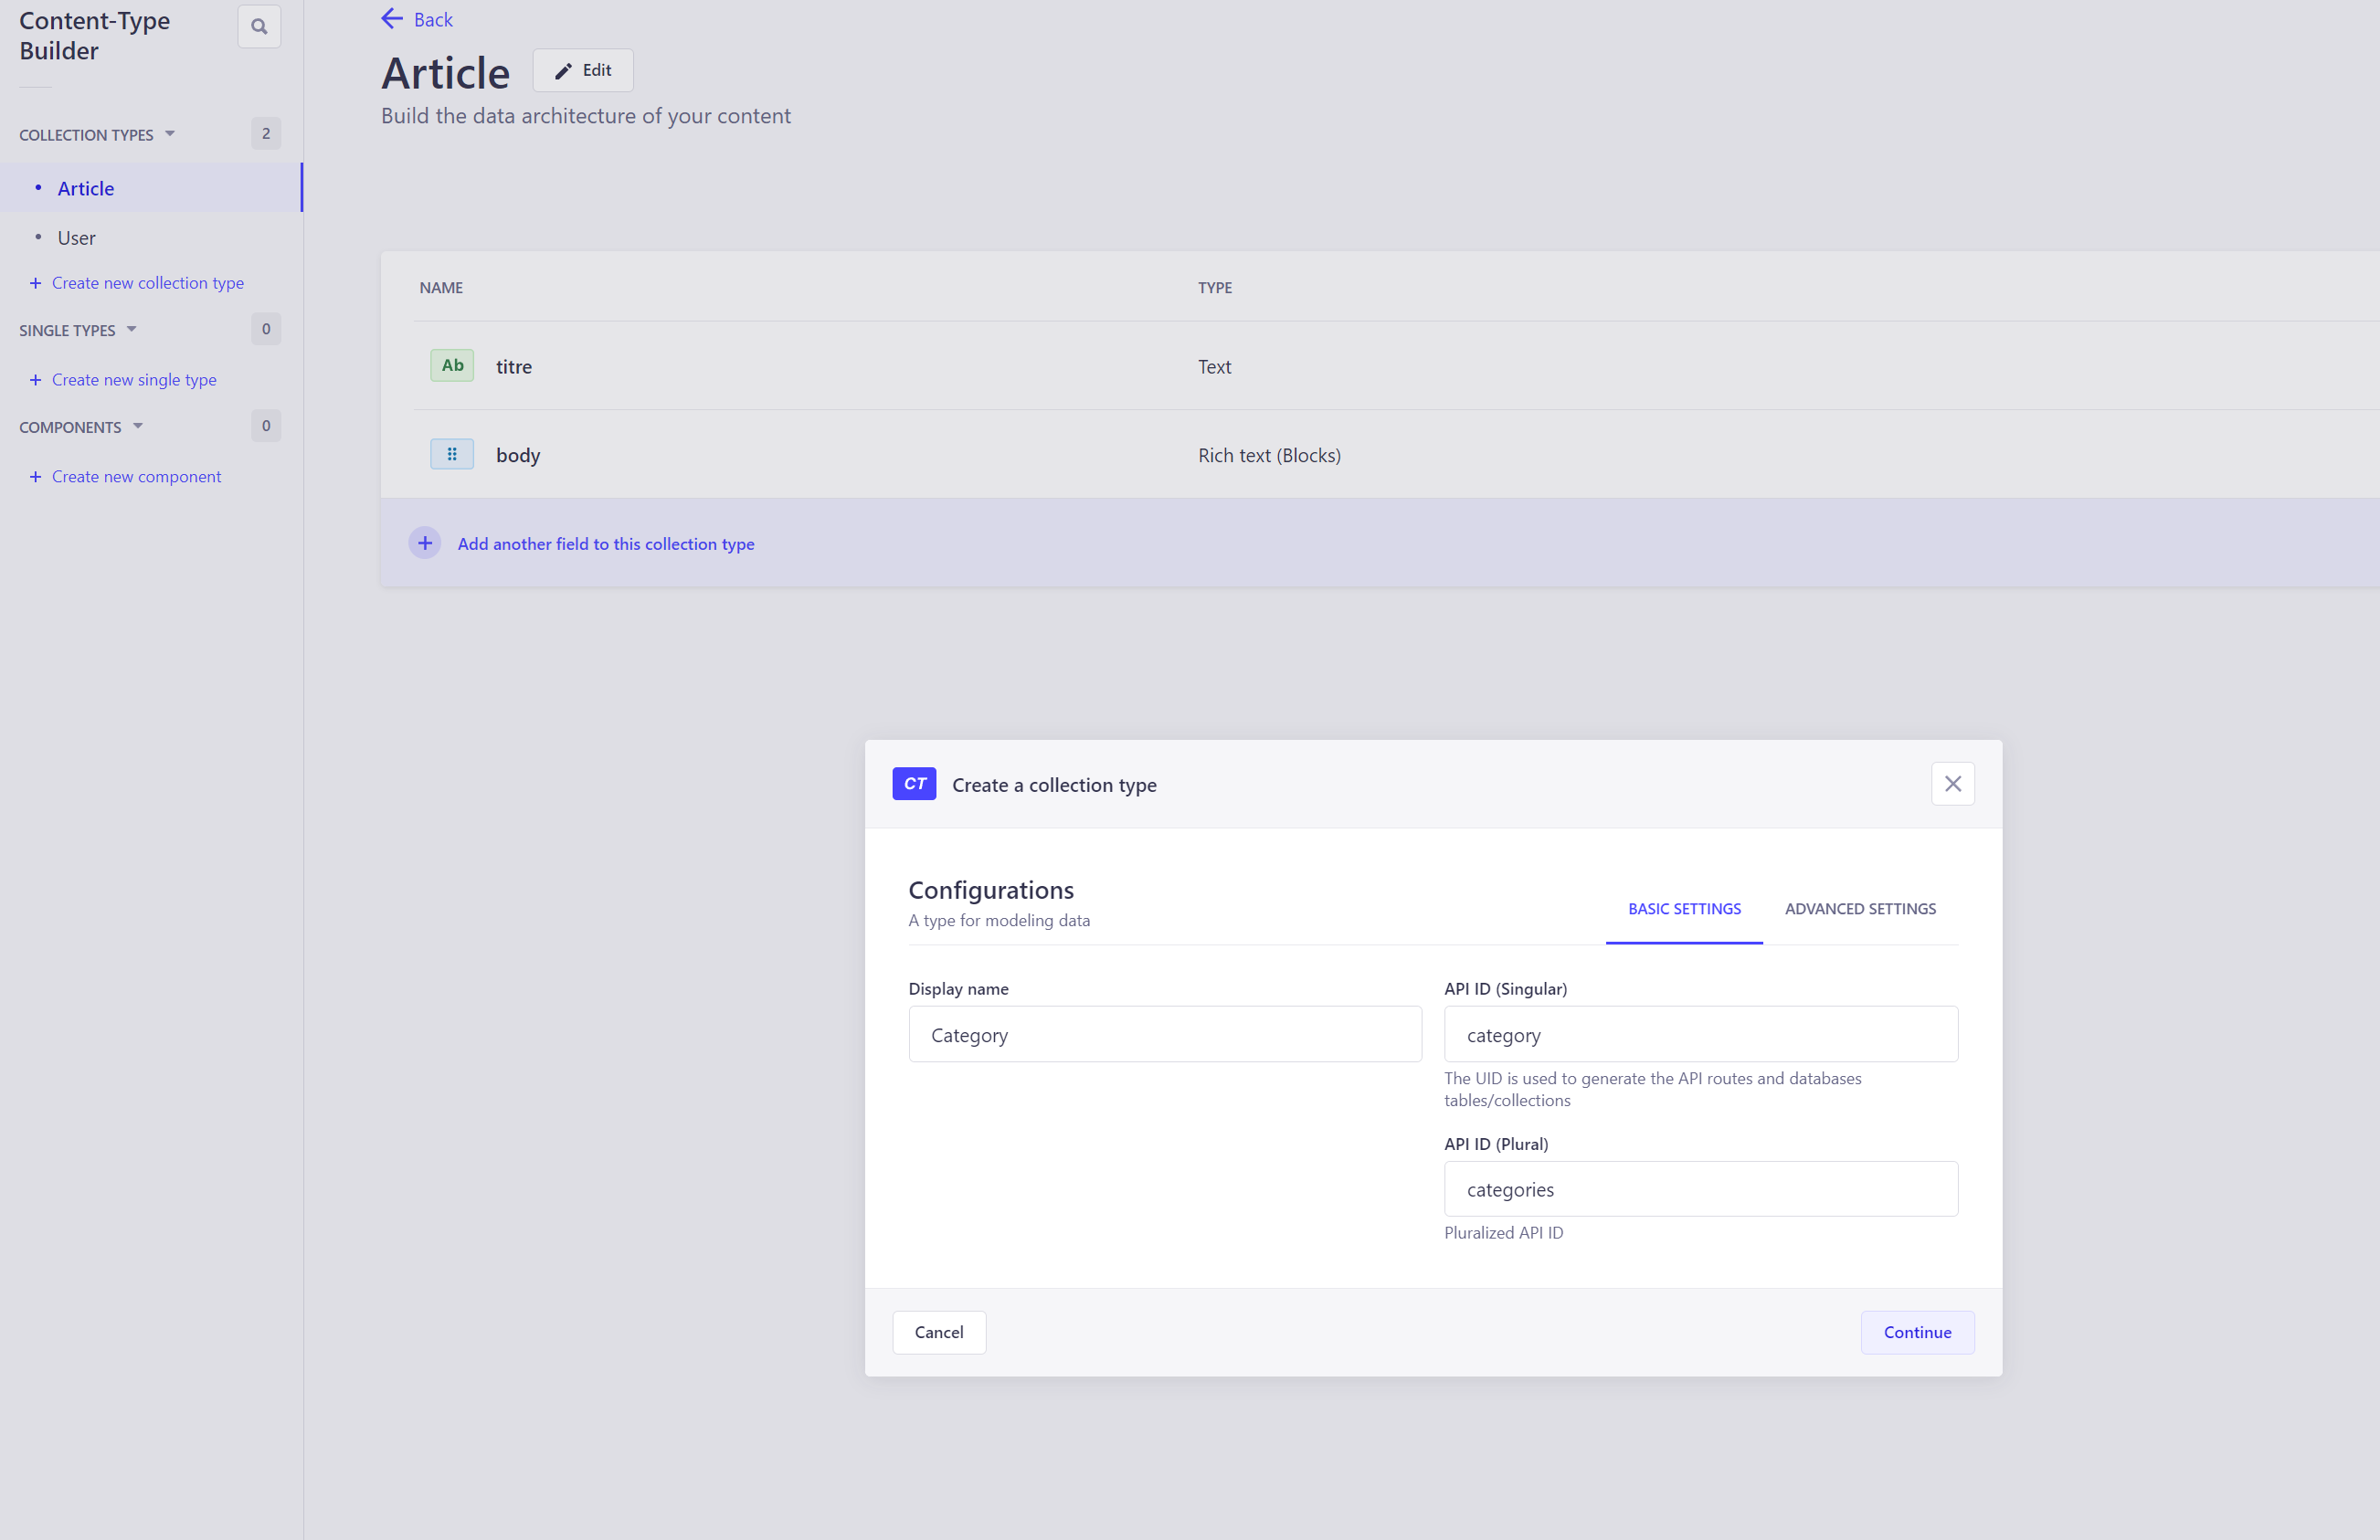 Content-Type
Builder
COLLECTION TYPES 2
Article
User
Create new collection type
SINGLE TYPES 0
Create new single type
COMPONENTS 0
Create new component
Back
Article Edit
Build the data architecture of your content
NAME TYPE
Ab titre Text
body Rich text (Blocks)
Add another field to this collection type
CT Create a collection type
Configurations
A type for modeling data
BASIC SETTINGS ADVANCED SETTINGS
Display name
Category
API ID (Singular)
category
The UID is used to generate the API routes and databases
tables/collections
API ID (Plural)
categories
Pluralized API ID
Cancel Continue